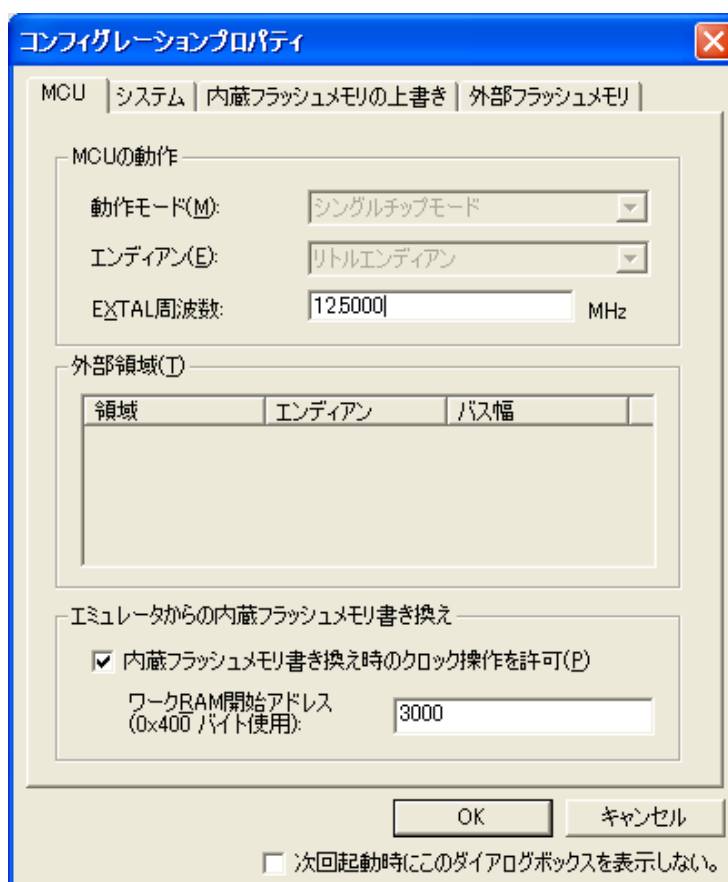 コンフィグレーションプロパティ
MCU システム 内蔵フラッシュメモリの上書き 外部フラッシュメモリ
MCUの動作
動作モード(M): シングルチップモード
エンディアン(E): リトルエンディアン
EXTAL周波数: 12.5000 MHz
外部領域(T)
領域 エンディアン バス幅
エミュレータからの内蔵フラッシュメモリ書き換え
内蔵フラッシュメモリ書き換え時のクロック操作を許可(P)
ワークRAM開始アドレス
(0x400 バイト使用): 3000
OK キャンセル
次回起動時にこのダイアログボックスを表示しない。